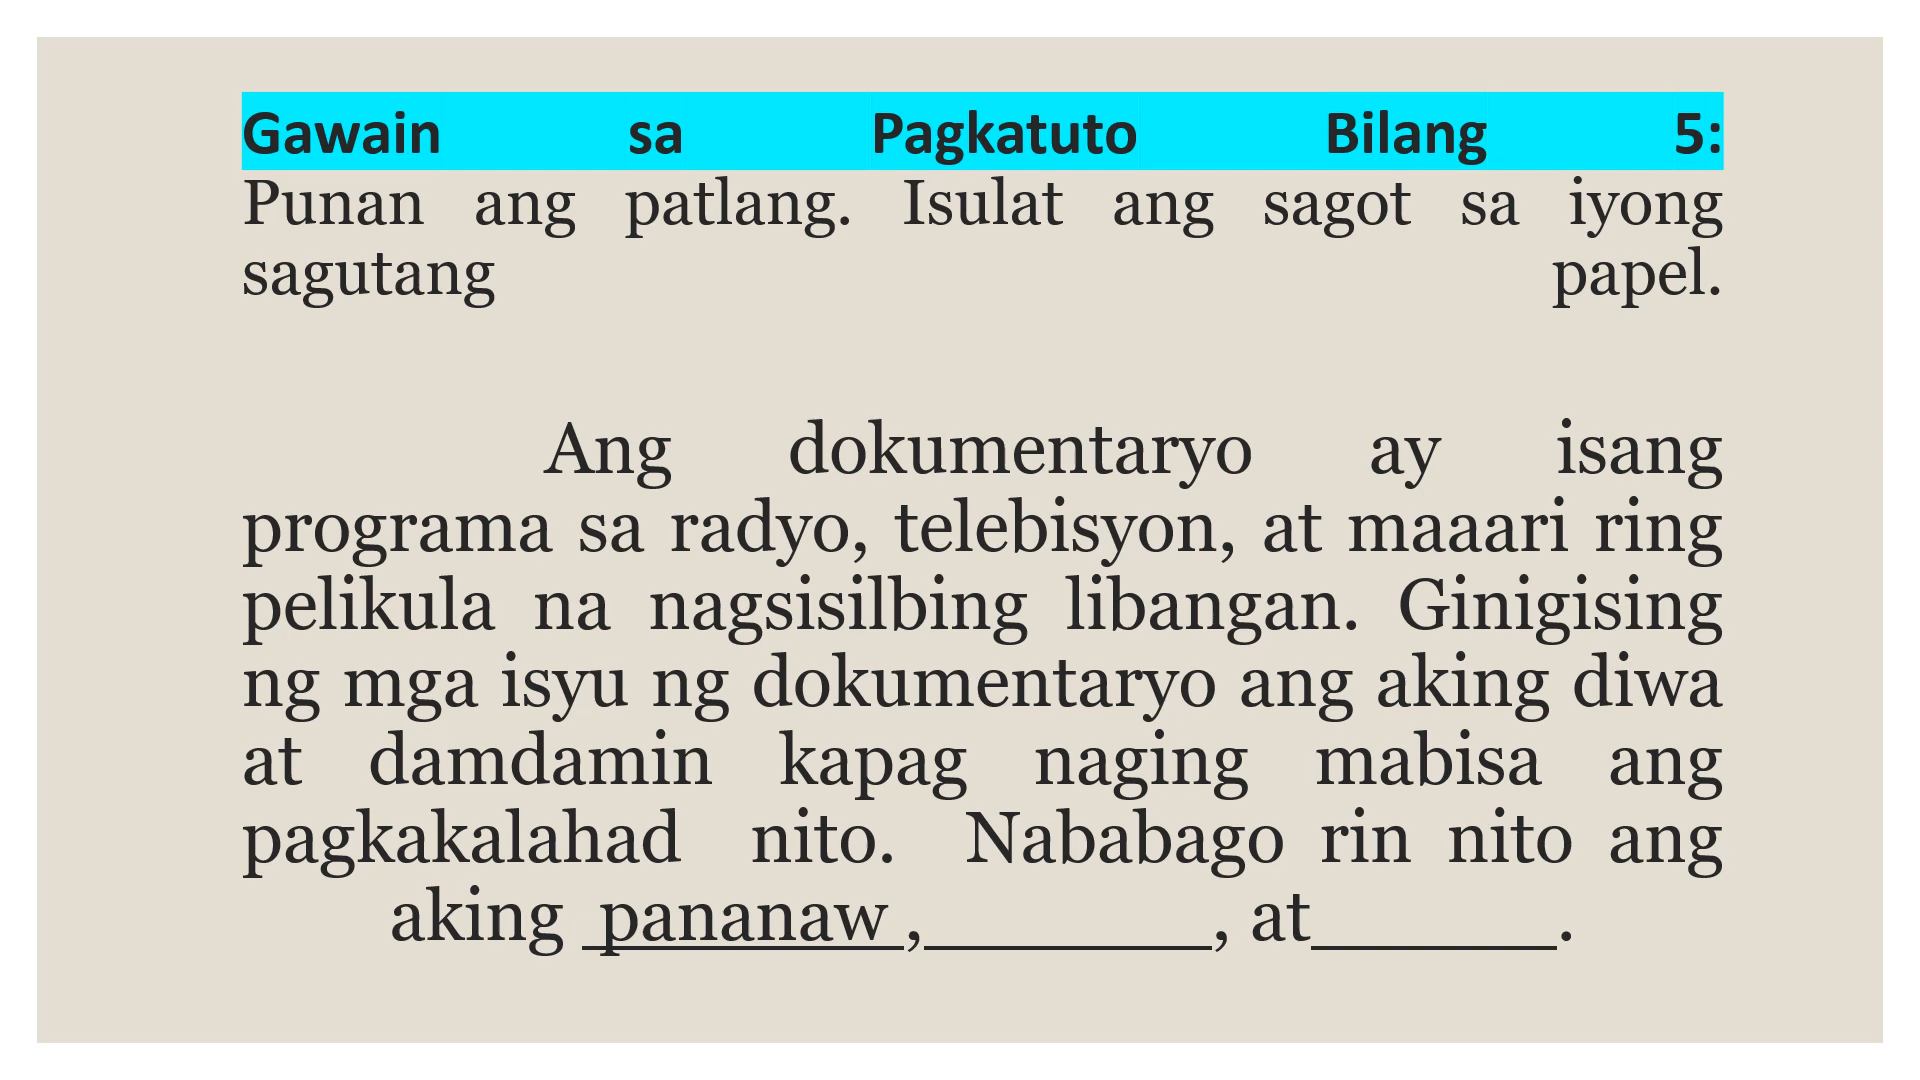 Gawain sa Pagkatuto Bilang 5:
Punan ang patlang. Isulat ang sagot sa iyong
sagutang papel.
Ang dokumentaryo ay isang
programa sa radyo, telebisyon, at maaari ring
pelikula na nagsisilbing libangan. Ginigising
ng mga isyu ng dokumentaryo ang aking diwa
at damdamin kapag naging mabisa ang
pagkakalahad nito. Nababago rin nito ang
aking pananaw ,________, at_______.